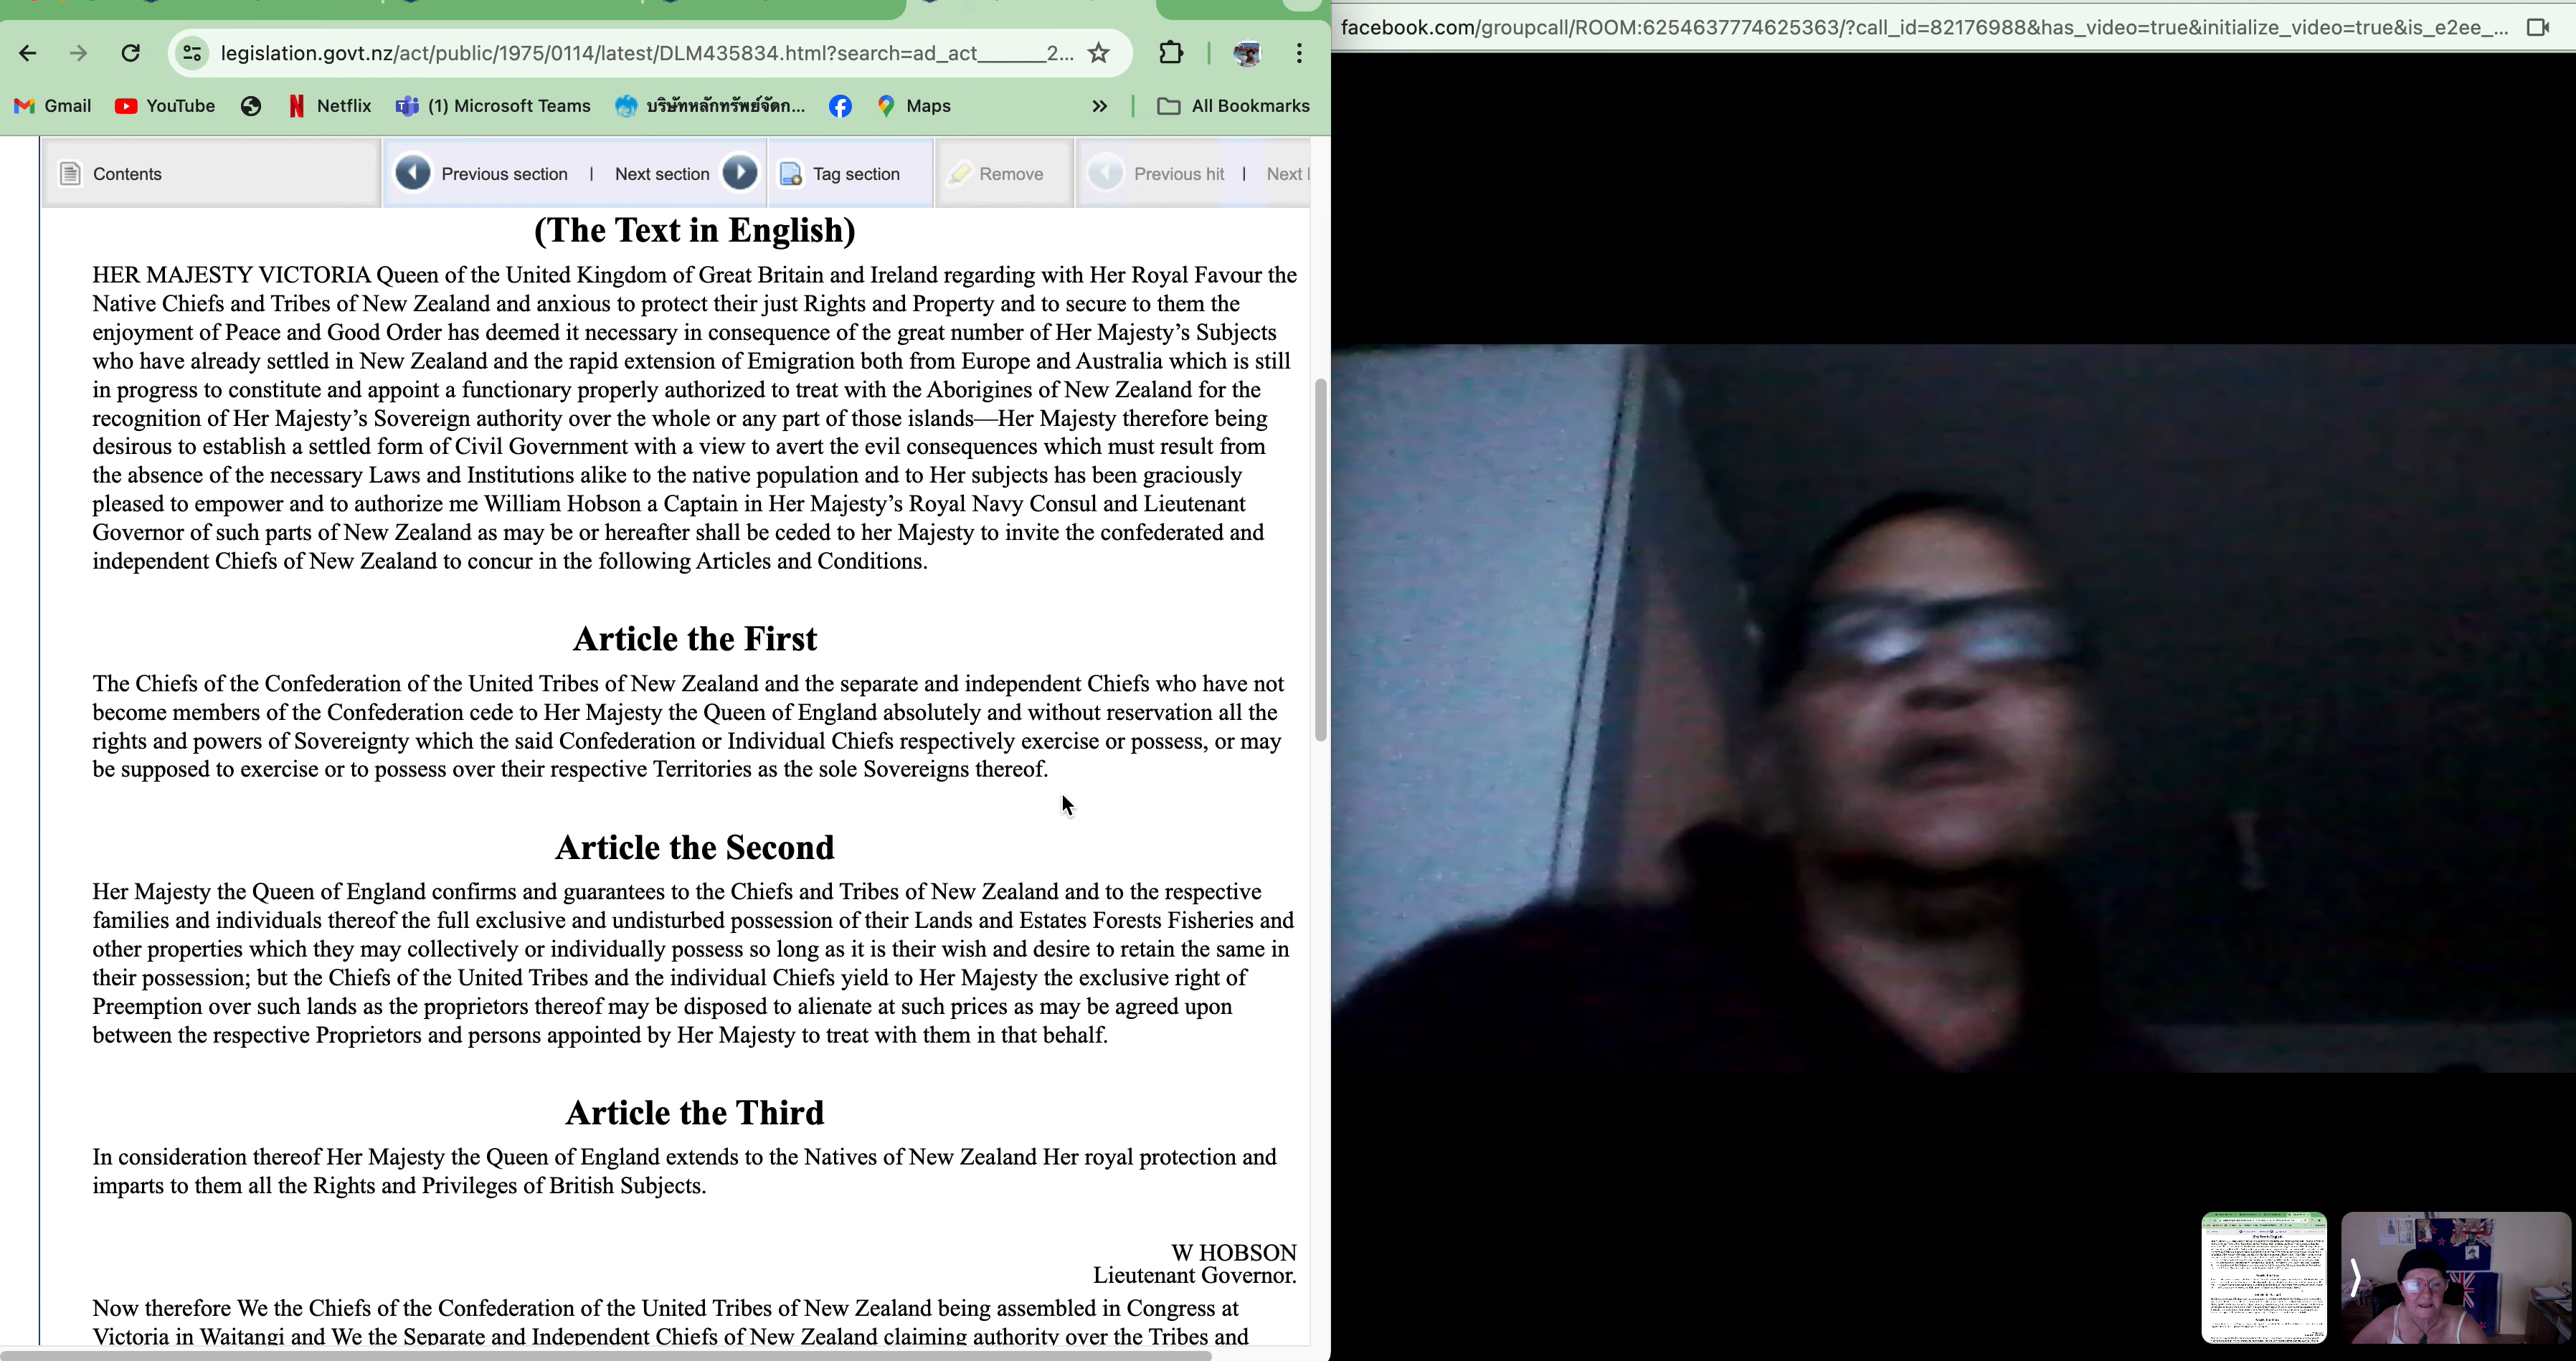 legislation.govt.nz/act/public/1975/0114/latest/DLM435834.html?search=ad_act_______2...
facebook.com/groupcall/ROOM:6254637774625363/?call_id=82176988&has_video=true&initialize_video=true&is_e2ee_...
Gmail YouTube Netflix (1) Microsoft Teams บริษัทหลักทรัพย์จัดก... Maps » All Bookmarks
Contents Previous section | Next section Tag section Remove Previous hit | Next
(The Text in English)
HER MAJESTY VICTORIA Queen of the United Kingdom of Great Britain and Ireland regarding with Her Royal Favour the
Native Chiefs and Tribes of New Zealand and anxious to protect their just Rights and Property and to secure to them the
enjoyment of Peace and Good Order has deemed it necessary in consequence of the great number of Her Majesty’s Subjects
who have already settled in New Zealand and the rapid extension of Emigration both from Europe and Australia which is still
in progress to constitute and appoint a functionary properly authorized to treat with the Aborigines of New Zealand for the
recognition of Her Majesty’s Sovereign authority over the whole or any part of those islands—Her Majesty therefore being
desirous to establish a settled form of Civil Government with a view to avert the evil consequences which must result from
the absence of the necessary Laws and Institutions alike to the native population and to Her subjects has been graciously
pleased to empower and to authorize me William Hobson a Captain in Her Majesty’s Royal Navy Consul and Lieutenant
Governor of such parts of New Zealand as may be or hereafter shall be ceded to her Majesty to invite the confederated and
independent Chiefs of New Zealand to concur in the following Articles and Conditions.
Article the First
The Chiefs of the Confederation of the United Tribes of New Zealand and the separate and independent Chiefs who have not
become members of the Confederation cede to Her Majesty the Queen of England absolutely and without reservation all the
rights and powers of Sovereignty which the said Confederation or Individual Chiefs respectively exercise or possess, or may
be supposed to exercise or to possess over their respective Territories as the sole Sovereigns thereof.
Article the Second
Her Majesty the Queen of England confirms and guarantees to the Chiefs and Tribes of New Zealand and to the respective
families and individuals thereof the full exclusive and undisturbed possession of their Lands and Estates Forests Fisheries and
other properties which they may collectively or individually possess so long as it is their wish and desire to retain the same in
their possession; but the Chiefs of the United Tribes and the individual Chiefs yield to Her Majesty the exclusive right of
Preemption over such lands as the proprietors thereof may be disposed to alienate at such prices as may be agreed upon
between the respective Proprietors and persons appointed by Her Majesty to treat with them in that behalf.
Article the Third
In consideration thereof Her Majesty the Queen of England extends to the Natives of New Zealand Her royal protection and
imparts to them all the Rights and Privileges of British Subjects.
W HOBSON
Lieutenant Governor.
Now therefore We the Chiefs of the Confederation of the United Tribes of New Zealand being assembled in Congress at
Victoria in Waitangi and We the Separate and Independent Chiefs of New Zealand claiming authority over the Tribes and